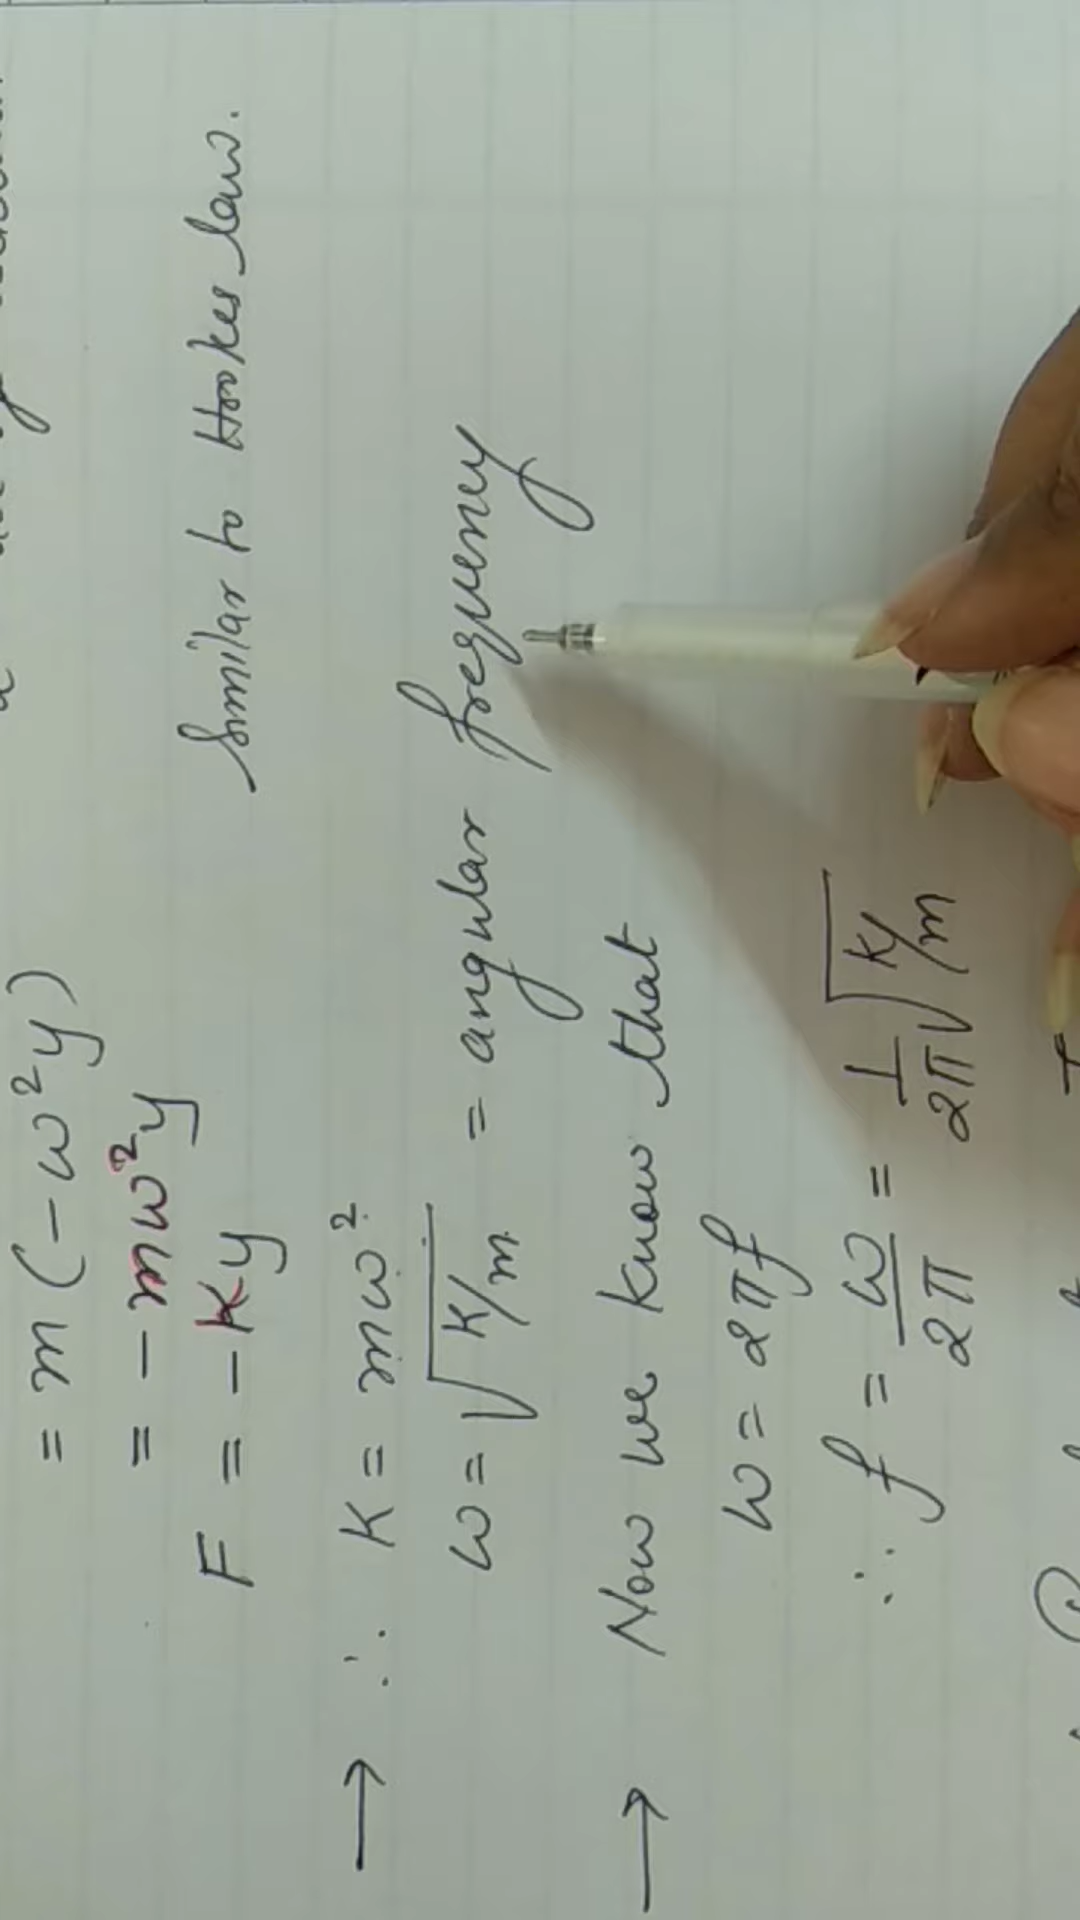 = m (-ω²y)
= -mω²y
F = -Ky Similar to Hookes law.
→ ∴ K = mω²
ω = √K/m = angular frequency
→ Now we know that
ω = 2πf
∴ f = ω/2π = 1/2π √K/m